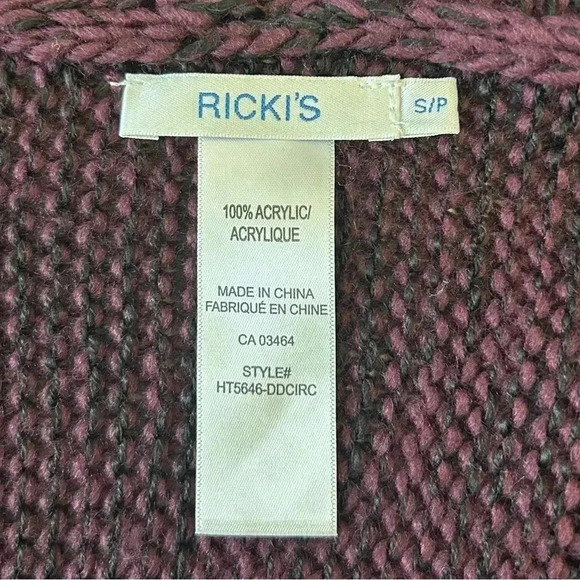 RICKI'S
S/P
100% ACRYLIC/
ACRYLIQUE
MADE IN CHINA
FABRIQUÉ EN CHINE
CA 03464
STYLE#
HT5646-DDCIRC